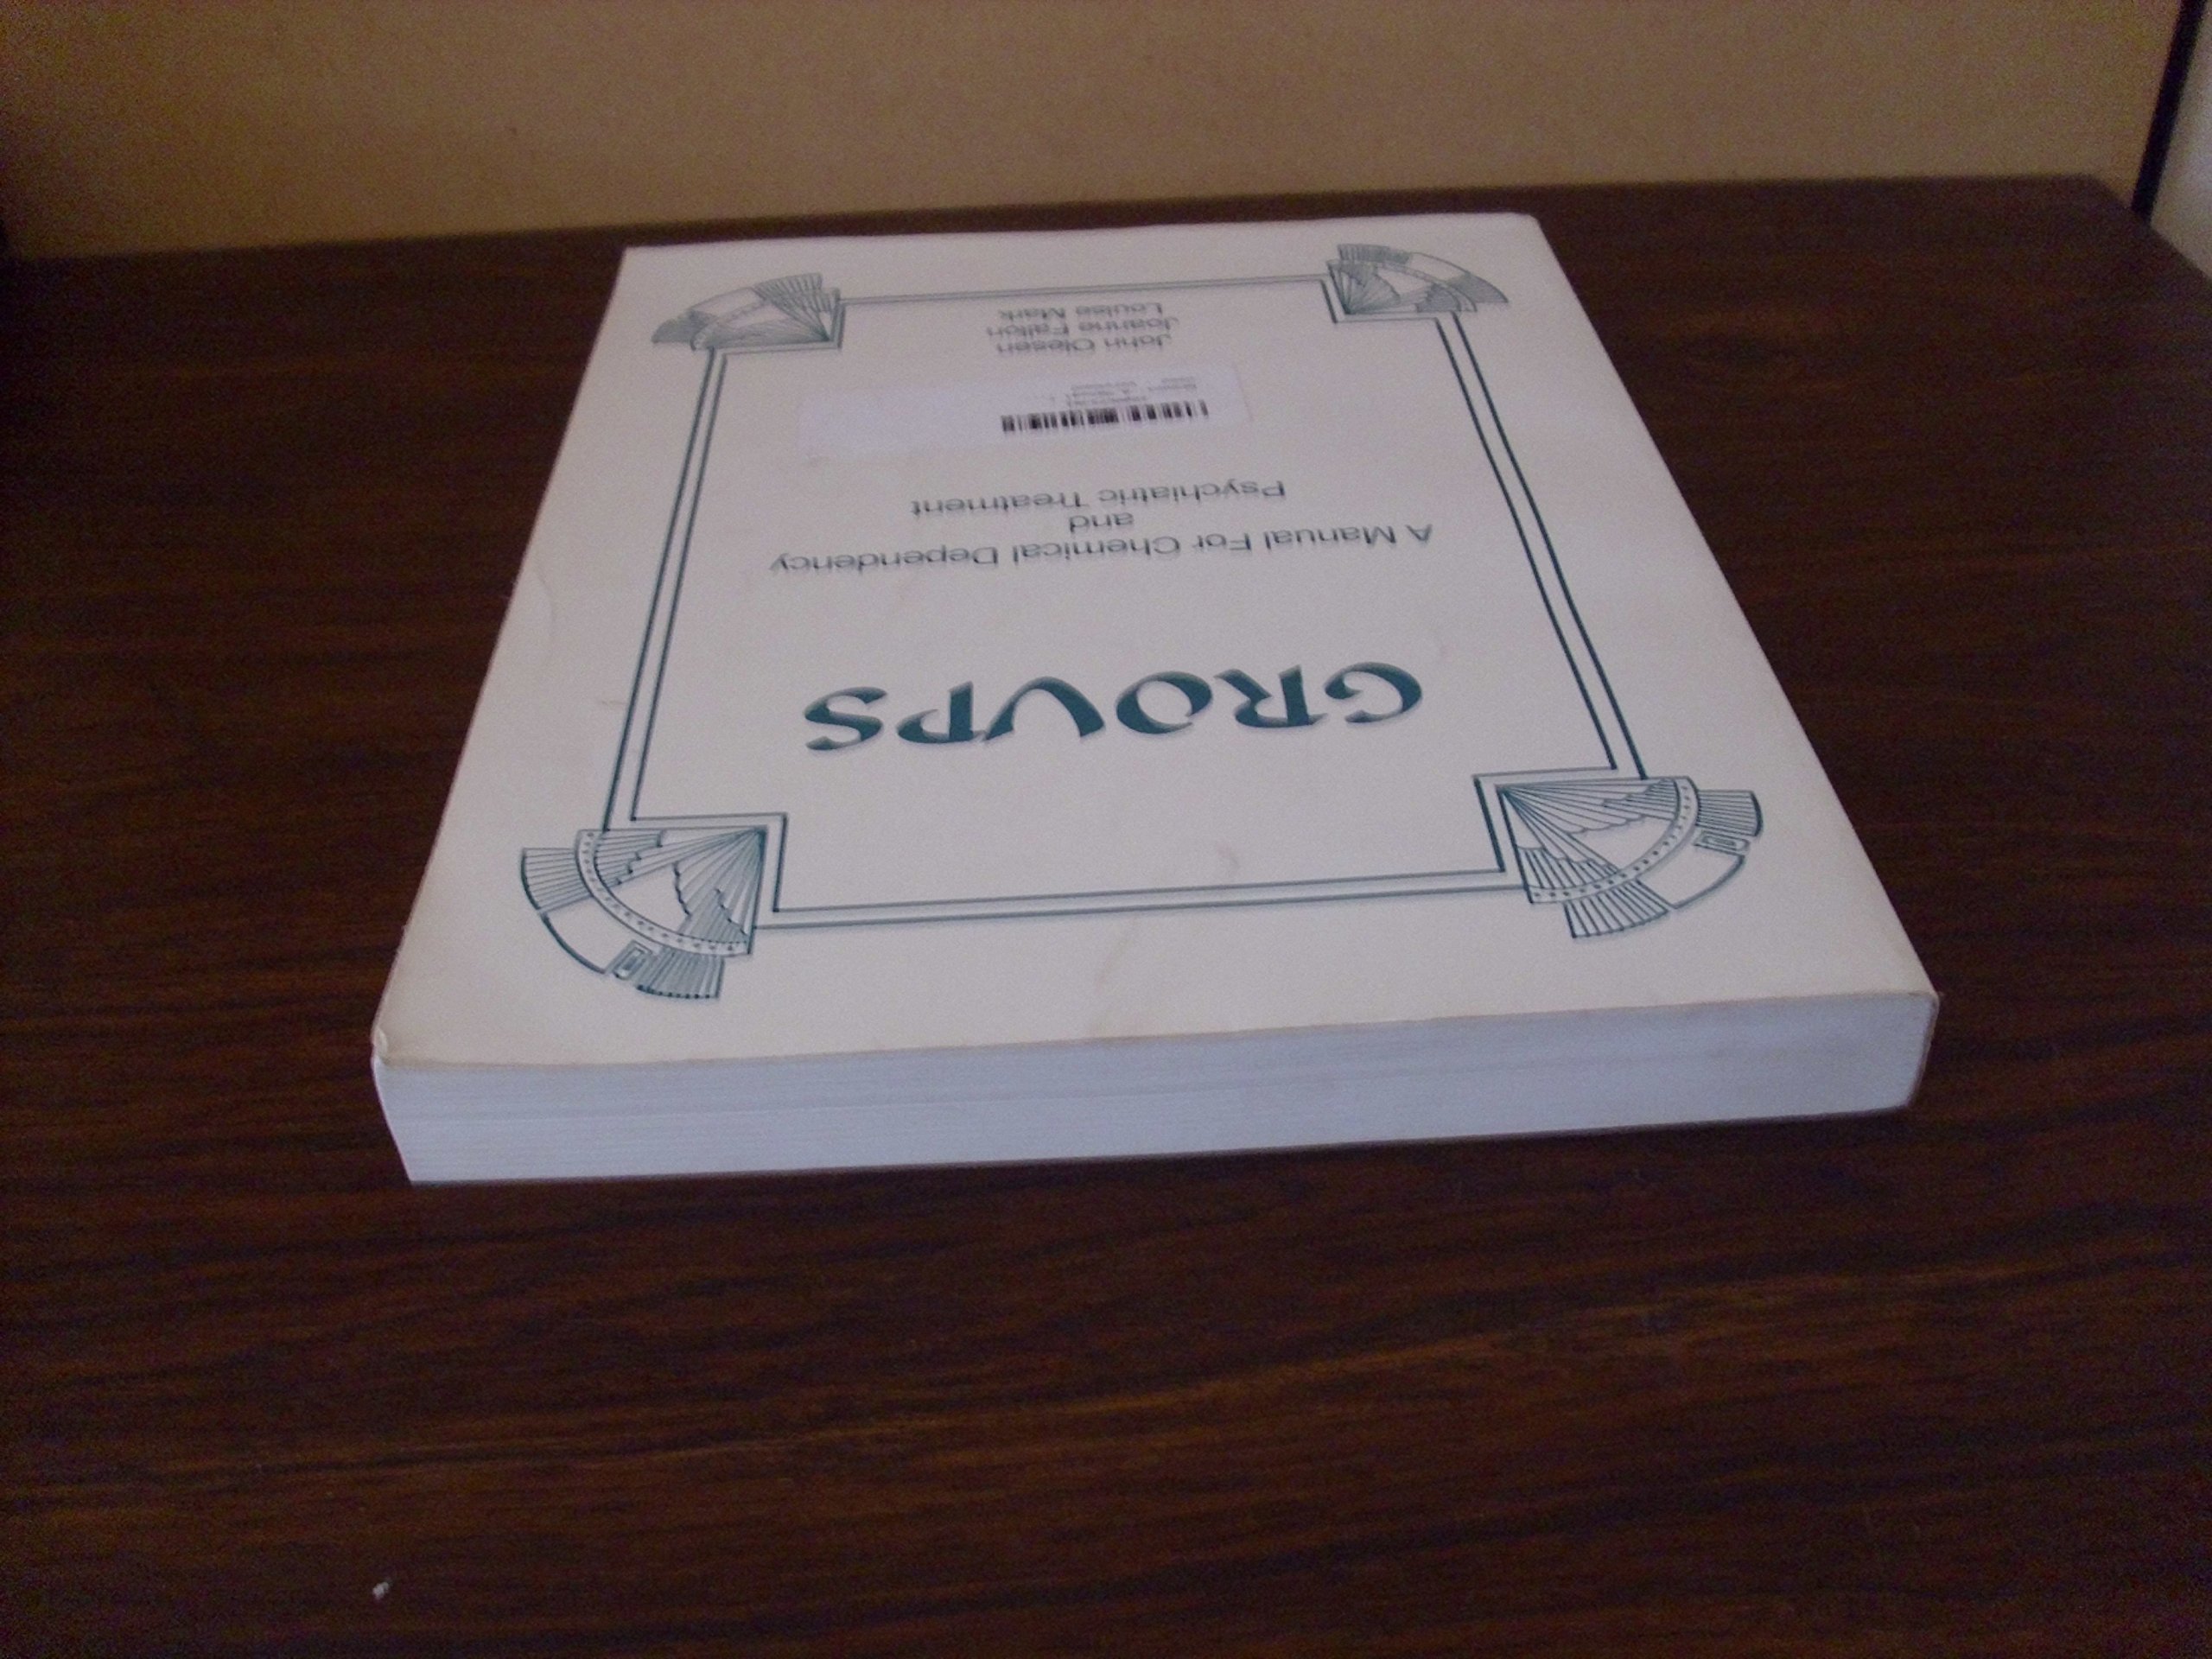 GROUPS
A Manual For Chemical Dependency
and
Psychiatric Treatment
John Olesen
Joanne Fallon
Louise Mark